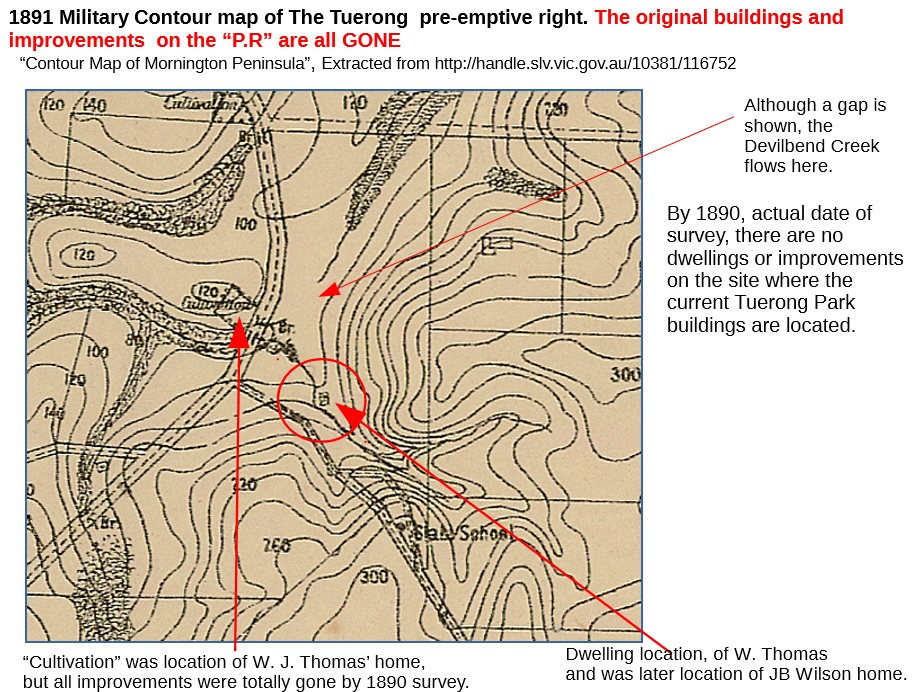 1891 Military Contour map of The Tuerong  pre-emptive right. The original buildings and
improvements  on the “P.R” are all GONE
“Contour Map of Mornington Peninsula”, Extracted from http://handle.slv.vic.gov.au/10381/116752
120 140 Cultivation 120
Although a gap is
shown, the
Devilbend Creek
flows here.
100
By 1890, actual date of
survey, there are no
dwellings or improvements
on the site where the
current Tuerong Park
buildings are located.
120
120
Cultivation
Br.
80
100
300
120
140
220
Br.
State School
260
300
“Cultivation” was location of W. J. Thomas’ home,
but all improvements were totally gone by 1890 survey.
Dwelling location, of W. Thomas
and was later location of JB Wilson home.